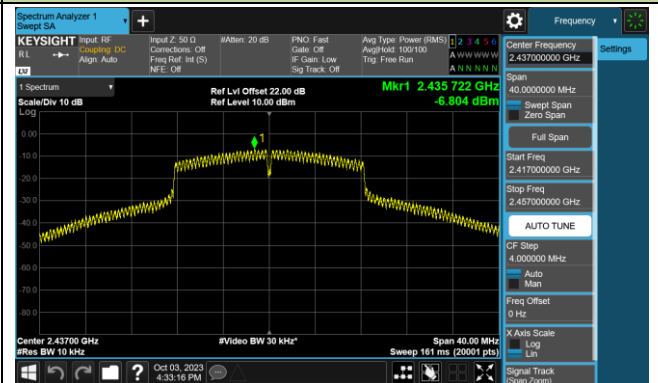 Spectrum Analyzer 1
Swept SA
Frequency
KEYSIGHT
RL
LXI
Input: RF
Coupling: DC
Align: Auto
Input Z: 50 Ω
Corrections: Off
Freq Ref: Int (S)
NFE: Off
#Atten: 20 dB
PNO: Fast
Gate: Off
IF Gain: Low
Sig Track: Off
Avg Type: Power (RMS)
Avg|Hold: 100/100
Trig: Free Run
1 2 3 4 5 6
A W W W W W
A N N N N N
1 Spectrum
Scale/Div 10 dB
Log
Ref Lvl Offset 22.00 dB
Ref Level 10.00 dBm
Mkr1 2.435 722 GHz
-6.804 dBm
1
0.00
-10.0
-20.0
-30.0
-40.0
-50.0
-60.0
-70.0
-80.0
Center 2.43700 GHz
#Res BW 10 kHz
#Video BW 30 kHz*
Span 40.00 MHz
Sweep 161 ms (20001 pts)
Oct 03, 2023
4:33:16 PM
?
Center Frequency
2.437000000 GHz
Span
40.0000000 MHz
Swept Span
Zero Span
Full Span
Start Freq
2.417000000 GHz
Stop Freq
2.457000000 GHz
AUTO TUNE
CF Step
4.000000 MHz
Auto
Man
Freq Offset
0 Hz
X Axis Scale
Log
Lin
Signal Track
(Span Zoom)
Settings